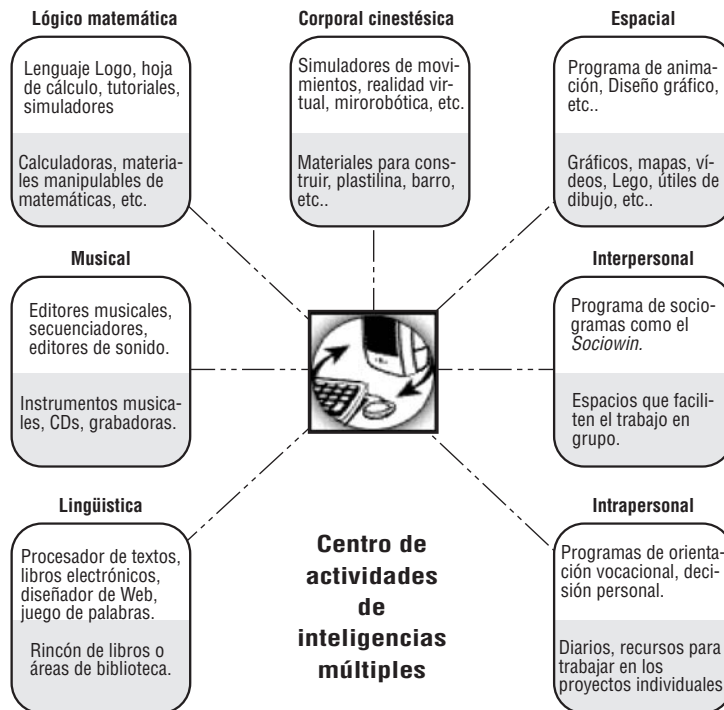 Lógico matemática
Lenguaje Logo, hoja
de cálculo, tutoriales,
simuladores
Calculadoras, materia-
les manipulables de
matemáticas, etc.
Corporal cinestésica
Simuladores de movi-
mientos, realidad vir-
tual, mirorobótica, etc.
Materiales para cons-
truir, plastilina, barro,
etc..
Espacial
Programa de anima-
ción, Diseño gráfico,
etc..
Gráficos, mapas, ví-
deos, Lego, útiles de
dibujo, etc..
Musical
Editores musicales,
secuenciadores,
editores de sonido.
Instrumentos musica-
les, CDs, grabadoras.
Interpersonal
Programa de socio-
gramas como el
Sociowin.
Espacios que facili-
ten el trabajo en
grupo.
Lingüistica
Procesador de textos,
libros electrónicos,
diseñador de Web,
juego de palabras.
Rincón de libros o
áreas de biblioteca.
Centro de
actividades
de
inteligencias
múltiples
Intrapersonal
Programas de orienta-
ción vocacional, deci-
sión personal.
Diarios, recursos para
trabajar en los
proyectos individuales